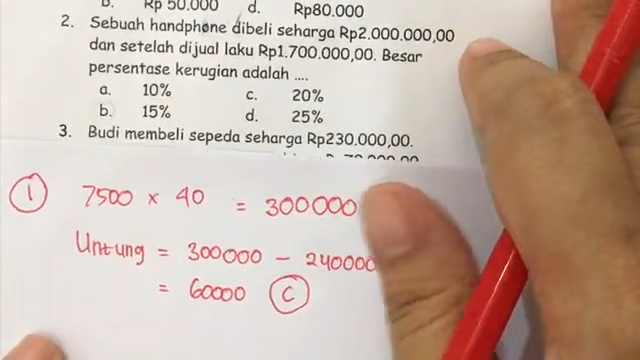 b. Rp 50.000 d. Rp80.000
2. Sebuah handphone dibeli seharga Rp2.000.000,00
dan setelah dijual laku Rp1.700.000,00. Besar
persentase kerugian adalah ....
a. 10% c. 20%
b. 15% d. 25%
3. Budi membeli sepeda seharga Rp230.000,00.
1 7500 x 40 = 300000
Untung = 300000 - 240000
= 60000 C